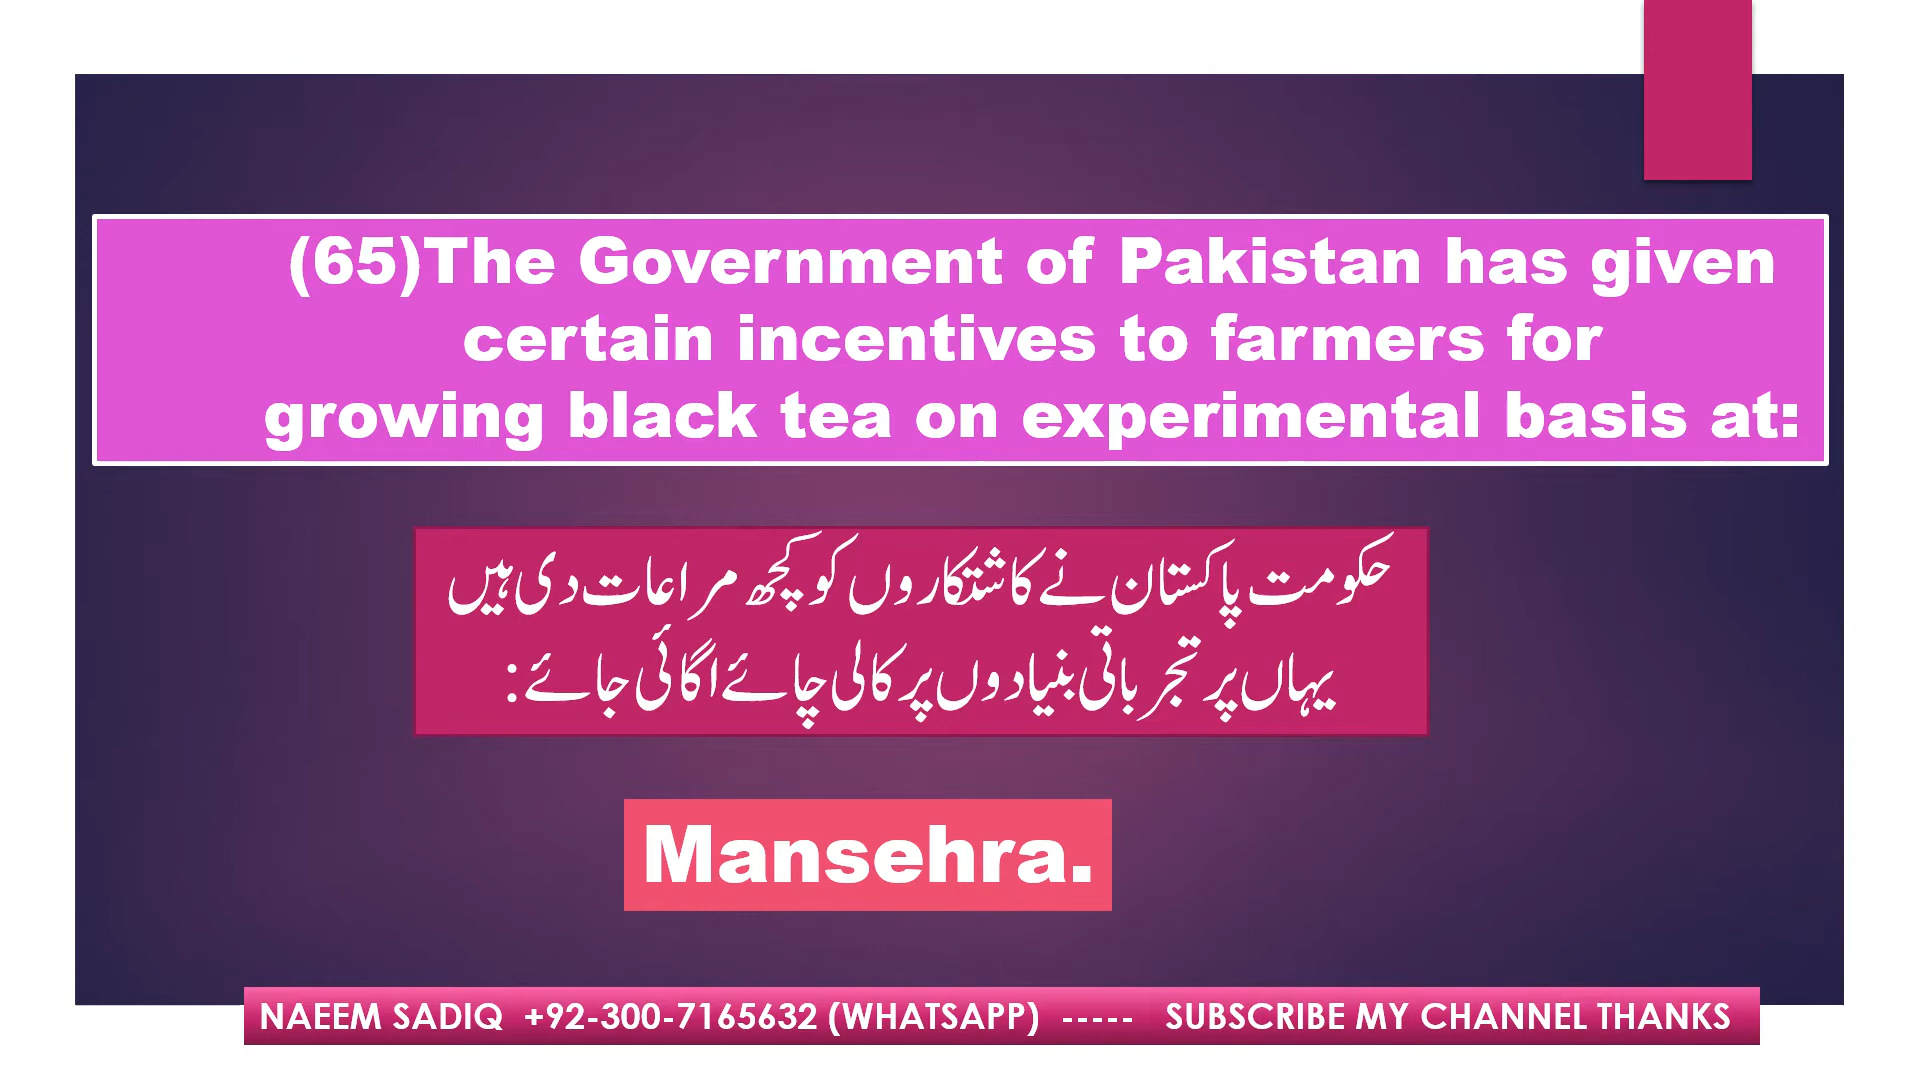 (65)The Government of Pakistan has given
certain incentives to farmers for
growing black tea on experimental basis at:
حکومت پاکستان نے کاشتکاروں کو کچھ مراعات دی ہیں
یہاں پر تجرباتی بنیادوں پر کالی چائے اگائی جائے:
Mansehra.
NAEEM SADIQ +92-300-7165632 (WHATSAPP) ----- SUBSCRIBE MY CHANNEL THANKS